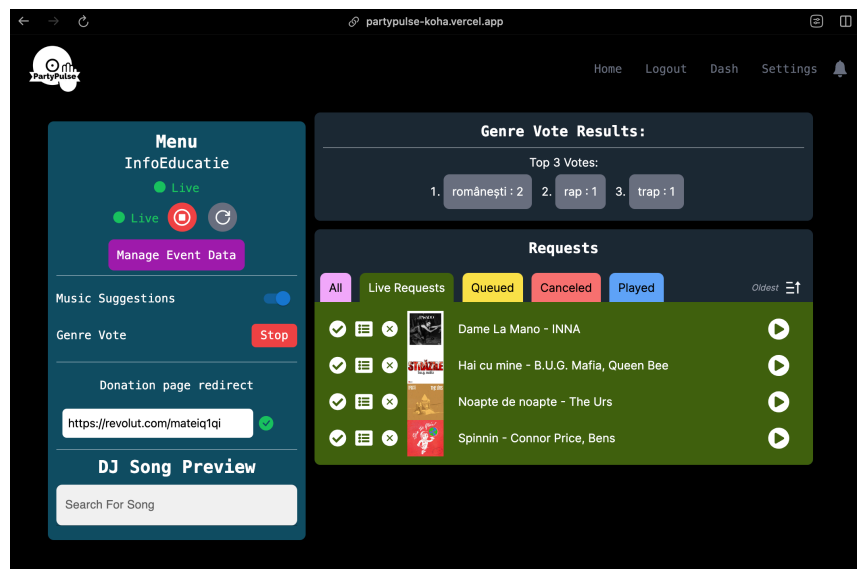 partypulse-koha.vercel.app
PartyPulse
Home Logout Dash Settings
Menu
InfoEducatie
Live
Live
Manage Event Data
Music Suggestions
Genre Vote Stop
Donation page redirect
https://revolut.com/mateiq1qi
DJ Song Preview
Search For Song
Genre Vote Results:
Top 3 Votes:
1. românești : 2 2. rap : 1 3. trap : 1
Requests
All Live Requests Queued Canceled Played Oldest
Dame La Mano - INNA
Hai cu mine - B.U.G. Mafia, Queen Bee
Noapte de noapte - The Urs
Spinnin - Connor Price, Bens